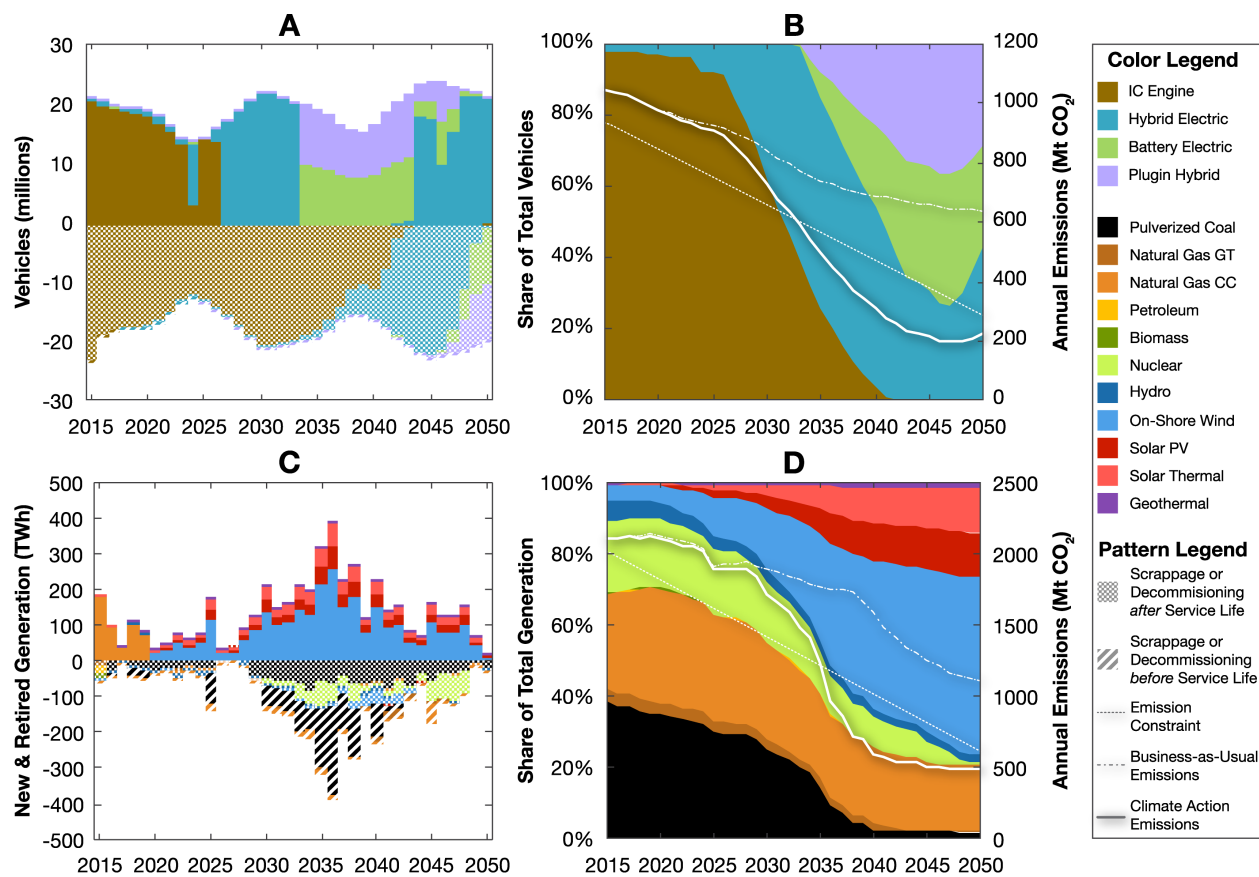 A
30
20
10
0
-10
-20
-30
Vehicles (millions)
2015 2020 2025 2030 2035 2040 2045 2050
B
100%
80%
60%
40%
20%
0%
Share of Total Vehicles
1200
1000
800
600
400
200
0
Annual Emissions (Mt CO₂)
2015 2020 2025 2030 2035 2040 2045 2050
C
500
400
300
200
100
0
-100
-200
-300
-400
-500
New & Retired Generation (TWh)
2015 2020 2025 2030 2035 2040 2045 2050
D
100%
80%
60%
40%
20%
0%
Share of Total Generation
2500
2000
1500
1000
500
0
Annual Emissions (Mt CO₂)
2015 2020 2025 2030 2035 2040 2045 2050
Color Legend
IC Engine
Hybrid Electric
Battery Electric
Plugin Hybrid
Pulverized Coal
Natural Gas GT
Natural Gas CC
Petroleum
Biomass
Nuclear
Hydro
On-Shore Wind
Solar PV
Solar Thermal
Geothermal
Pattern Legend
Scrappage or
Decommisioning
after Service Life
Scrappage or
Decommissioning
before Service Life
Emission
Constraint
Business-as-Usual
Emissions
Climate Action
Emissions